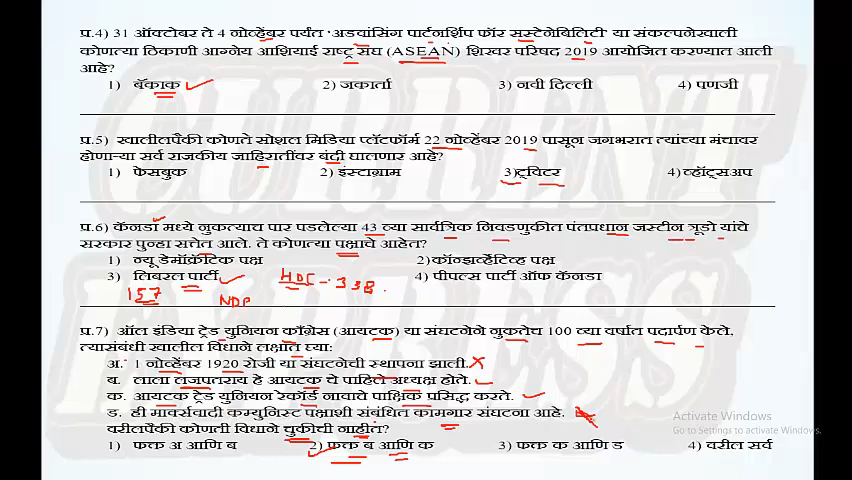 प्र.4) 31 ऑक्टोबर ते 4 नोव्हेंबर पर्यंत 'अडवांसिंग पार्टनर्शिप फॉर सस्टेनेबिलिटी या संकल्पनेखाली
कोणत्या ठिकाणी आग्नेय आशियाई राष्ट्र संघ (ASEAN) शिखर परिषद 2019 आयोजित करण्यात आली
आहे?
1) बॅंकाक 2) जकार्ता 3) नवी दिल्ली 4) पणजी
प्र.5) खालीलपैकी कोणते सोशल मिडिया प्लॅटफॉर्म 22 नोव्हेंबर 2019 पासून जगभरात त्यांच्या मंचावर
होणाऱ्या सर्व राजकीय जाहिरातींवर बंदी घालणार आहे?
1) फेसबुक 2) इंस्टाग्राम 3)ट्विटर 4)व्हॉट्सअप
प्र.6) कॅनडा मध्ये नुकत्याच पार पडलेल्या 43 व्या सार्वत्रिक निवडणुकीत पंतप्रधान जस्टीन त्रूडो यांचे
सरकार पुन्हा सत्तेत आले. ते कोणत्या पक्षाचे आहेत?
1) न्यू डेमॉक्रॅटिक पक्ष 2)कॉन्झर्व्हेटिव्ह पक्ष
3) लिबरल पार्टी HOC - 338 4) पीपल्स पार्टी ऑफ कॅनडा
157 NDP
प्र.7) ऑल इंडिया ट्रेड युनियन काँग्रेस (आयटक) या संघटनेने नुकतेच 100 व्या वर्षात पदार्पण केले,
त्यासंबंधी खालील विधाने लक्षात घ्या:
अ. 1 नोव्हेंबर 1920 रोजी या संघटनेची स्थापना झाली.
ब. लाला लजपतराय हे आयटक चे पाहिले अध्यक्ष होते.
क. आयटक ट्रेड युनियन रेकॉर्ड नावाचे पाक्षिक प्रसिद्ध करते.
ड. ही मार्क्सवादी कम्युनिस्ट पक्षाशी संबंधित कामगार संघटना आहे.
वरीलपैकी कोणती विधाने चुकीची नाहीत?
1) फक्त अ आणि ब 2) फक्त ब आणि क 3) फक्त क आणि ड 4) वरील सर्व
Activate Windows
Go to Settings to activate Windows.
CURRENT
EXPRESS